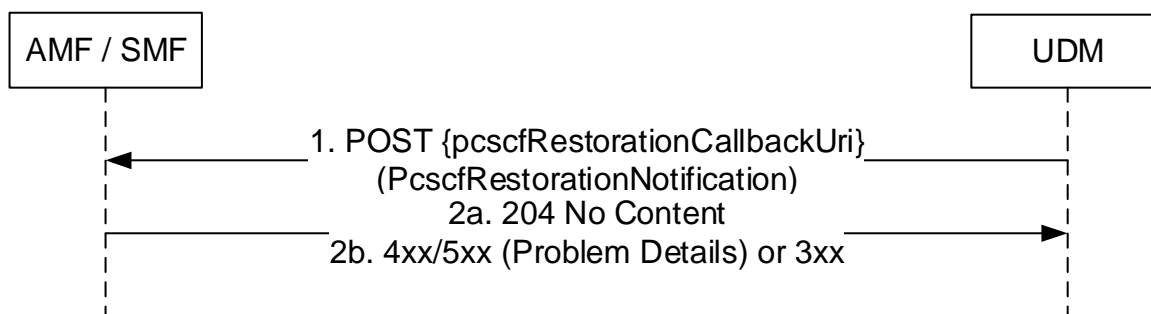 AMF / SMF
UDM
1. POST {pcscfRestorationCallbackUri}
(PcscfRestorationNotification)
2a. 204 No Content
2b. 4xx/5xx (Problem Details) or 3xx